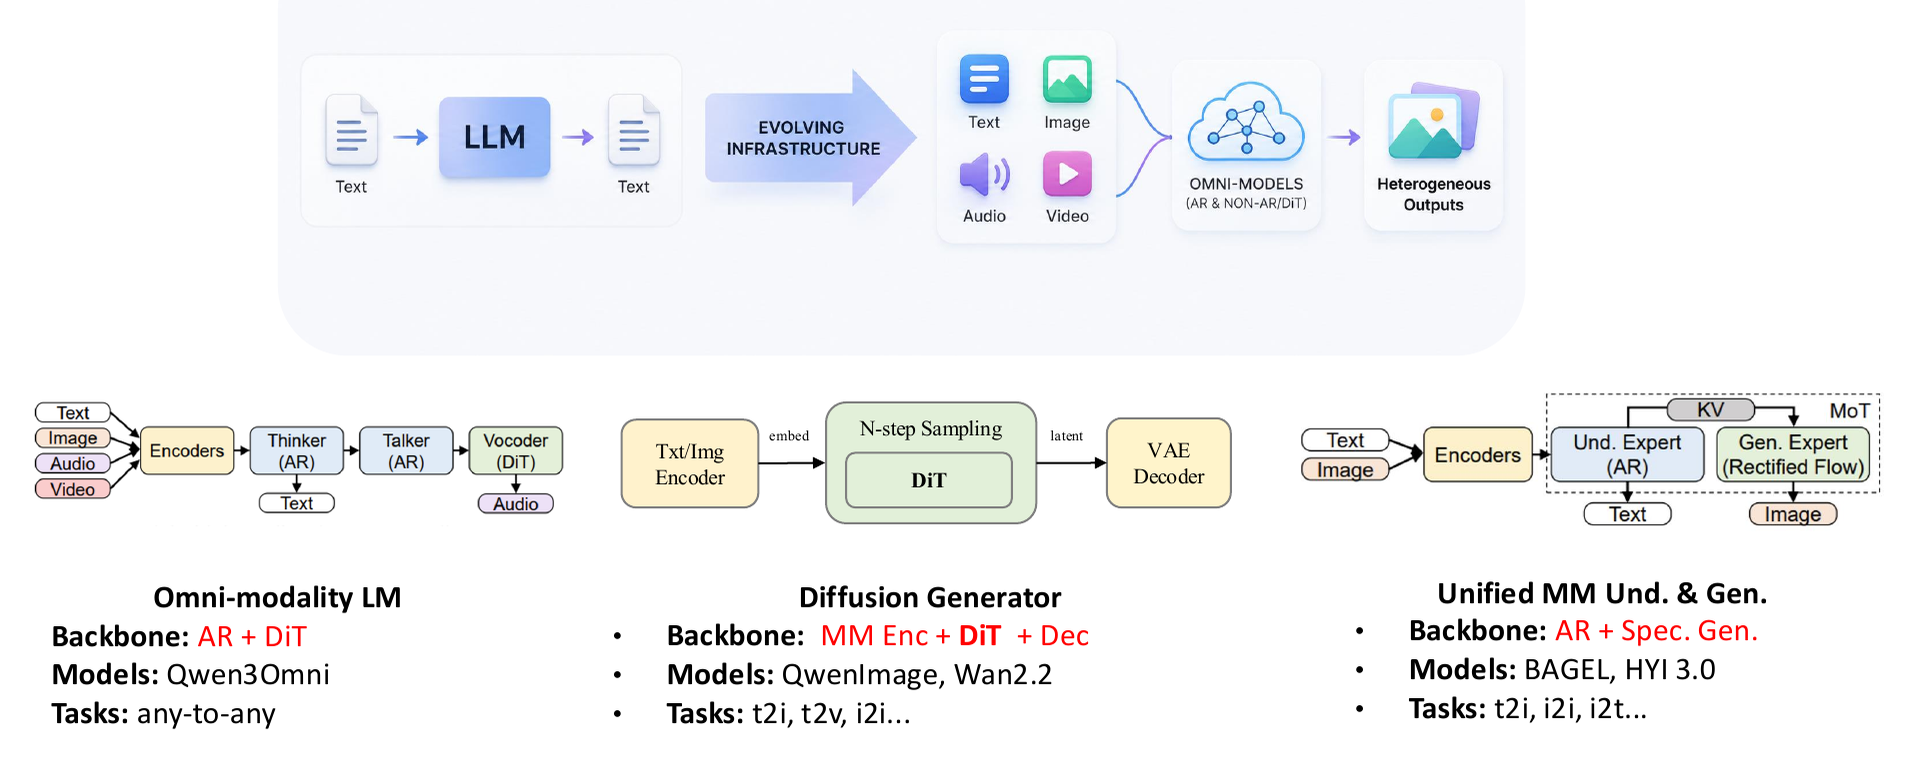 Text
LLM
Text
EVOLVING
INFRASTRUCTURE
Text
Image
Audio
Video
OMNI-MODELS
(AR & NON-AR/DiT)
Heterogeneous
Outputs
Text
Image
Audio
Video
Encoders
Thinker
(AR)
Talker
(AR)
Vocoder
(DiT)
Text
Audio
Txt/Img
Encoder
embed
N-step Sampling
DiT
latent
VAE
Decoder
Text
Image
Encoders
KV
MoT
Und. Expert
(AR)
Gen. Expert
(Rectified Flow)
Text
Image
Omni-modality LM
Backbone: AR + DiT
Models: Qwen3Omni
Tasks: any-to-any
Diffusion Generator
• Backbone: MM Enc + DiT + Dec
• Models: QwenImage, Wan2.2
• Tasks: t2i, t2v, i2i...
Unified MM Und. & Gen.
• Backbone: AR + Spec. Gen.
• Models: BAGEL, HYI 3.0
• Tasks: t2i, i2i, i2t...